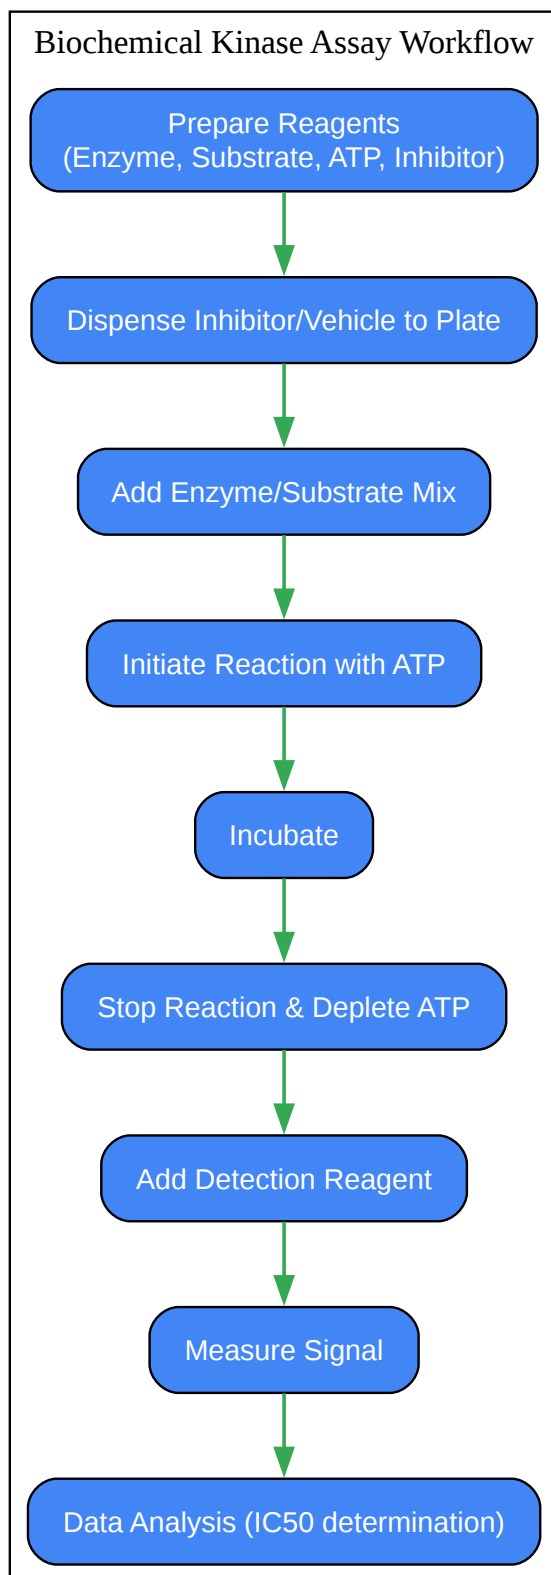 Biochemical Kinase Assay Workflow
Prepare Reagents
(Enzyme, Substrate, ATP, Inhibitor)
Dispense Inhibitor/Vehicle to Plate
Add Enzyme/Substrate Mix
Initiate Reaction with ATP
Incubate
Stop Reaction & Deplete ATP
Add Detection Reagent
Measure Signal
Data Analysis (IC50 determination)